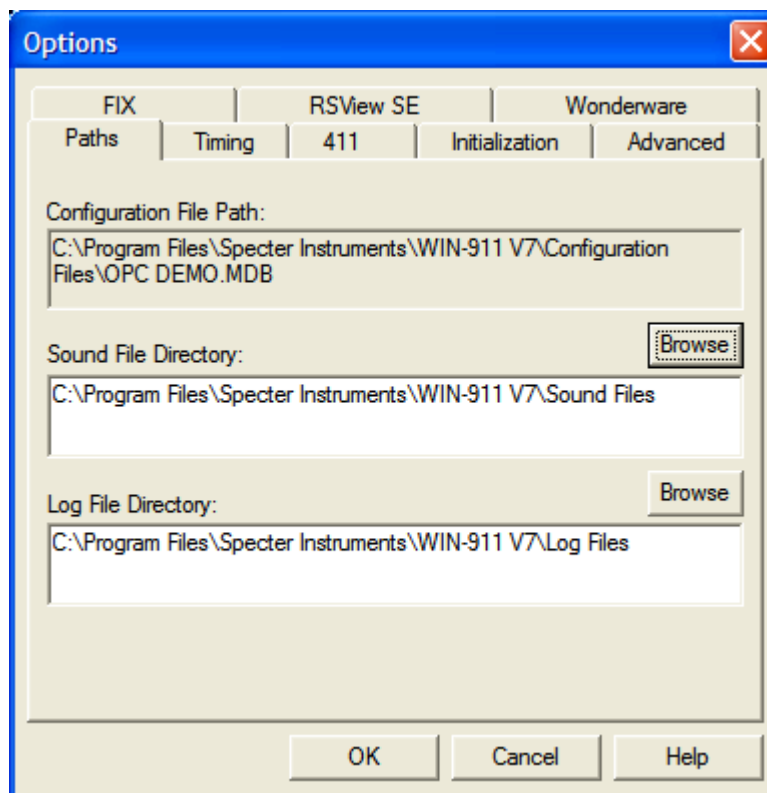 Options
FIX RSView SE Wonderware
Paths Timing 411 Initialization Advanced
Configuration File Path:
C:\Program Files\Specter Instruments\WIN-911 V7\Configuration
Files\OPC DEMO.MDB
Browse
Sound File Directory:
C:\Program Files\Specter Instruments\WIN-911 V7\Sound Files
Browse
Log File Directory:
C:\Program Files\Specter Instruments\WIN-911 V7\Log Files
OK Cancel Help